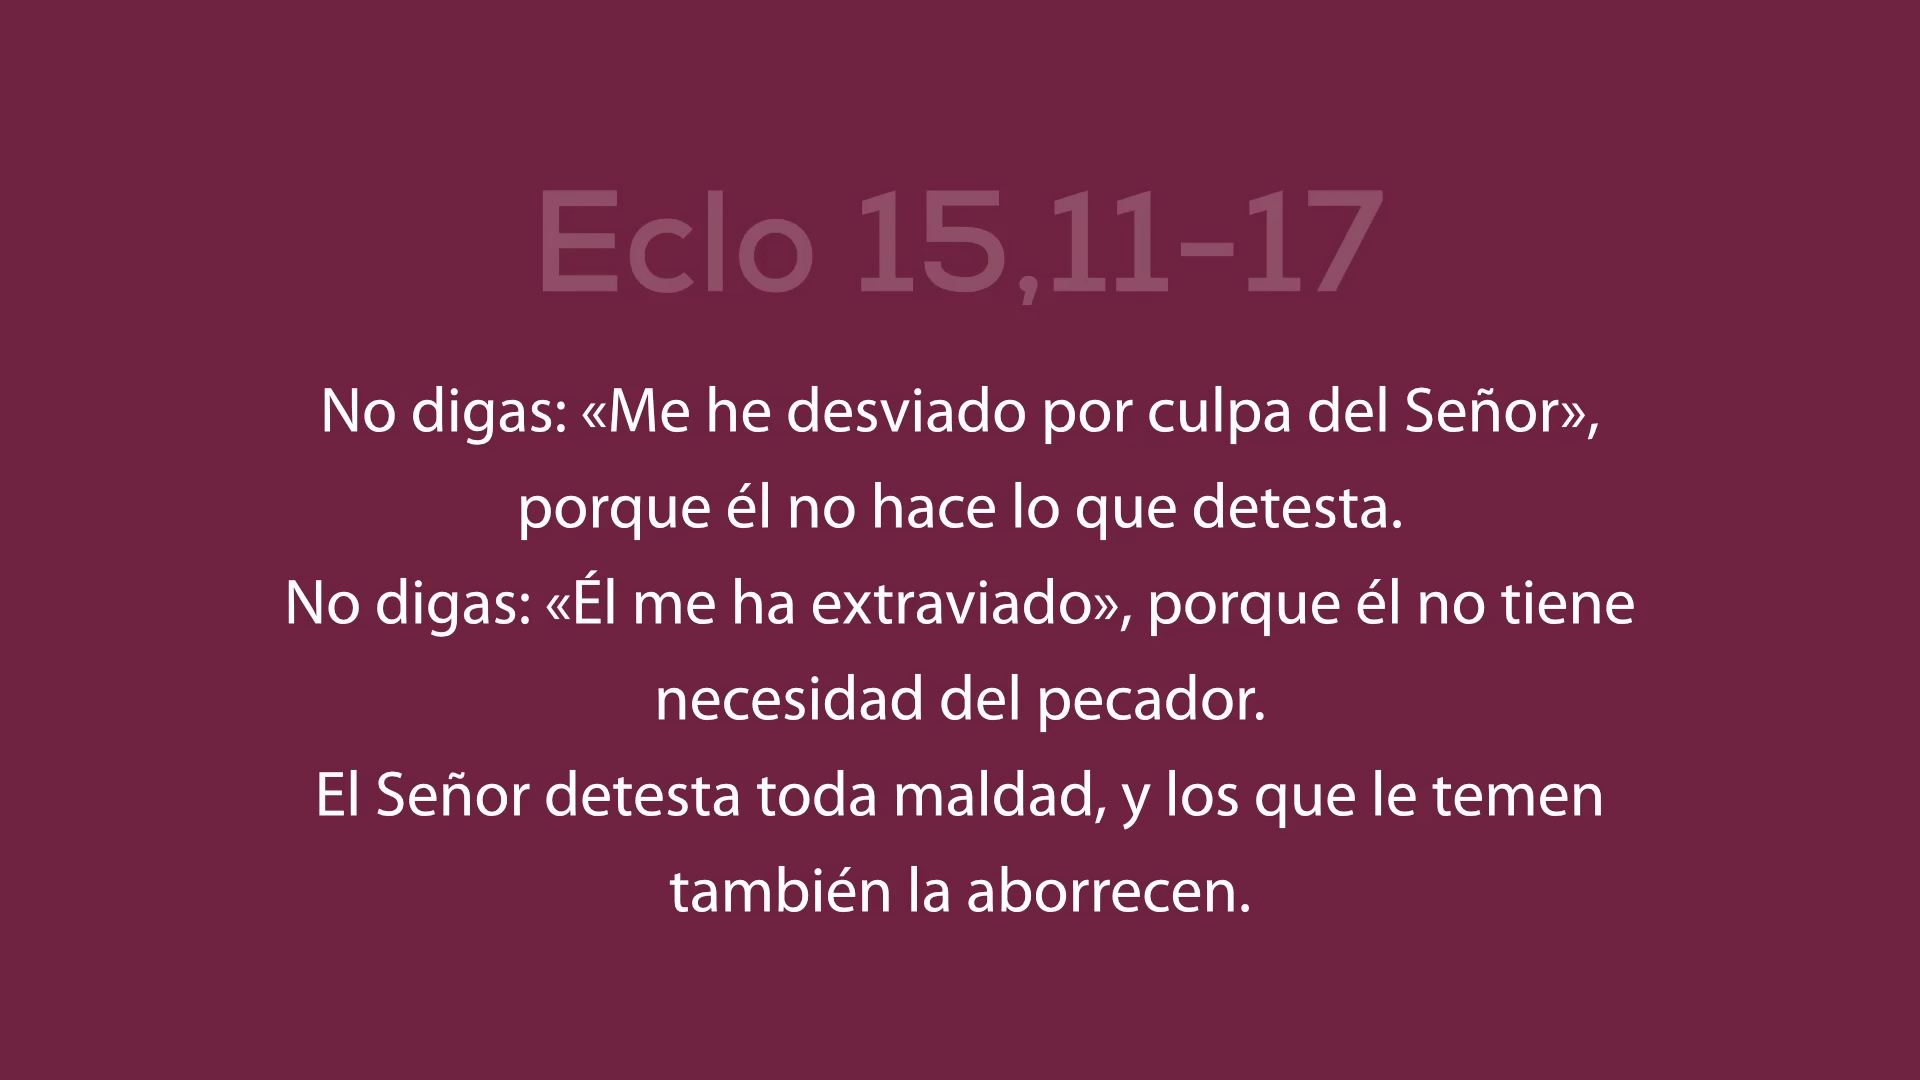 Eclo 15,11-17
No digas: «Me he desviado por culpa del Señor»,
porque él no hace lo que detesta.
No digas: «Él me ha extraviado», porque él no tiene
necesidad del pecador.
El Señor detesta toda maldad, y los que le temen
también la aborrecen.